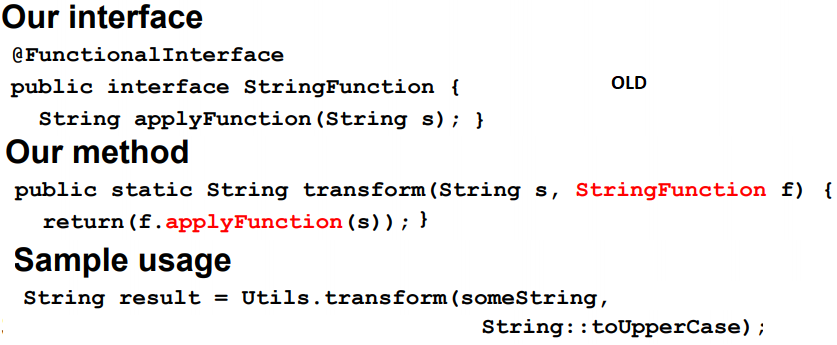 Our interface
@FunctionalInterface
public interface StringFunction {
OLD
String applyFunction(String s); }
Our method
public static String transform(String s, StringFunction f) {
return(f.applyFunction(s)); }
Sample usage
String result = Utils.transform(someString,
String::toUpperCase);